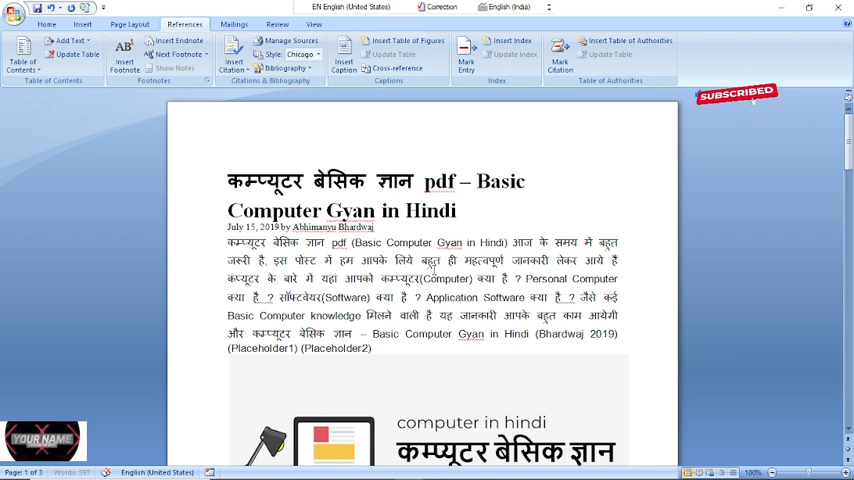 EN English (United States) Correction English (India)
Home Insert Page Layout References Mailings Review View
Add Text Insert Endnote Manage Sources Insert Table of Figures Insert Index Insert Table of Authorities
Update Table Next Footnote Style: Chicago Update Table Update Index Update Table
Table of Contents Insert Footnote Show Notes Insert Citation Bibliography Insert Caption Cross-reference Mark Entry Mark Citation
Table of Contents Footnotes Citations & Bibliography Captions Index Table of Authorities
SUBSCRIBED
कम्प्यूटर बेसिक ज्ञान pdf – Basic
Computer Gyan in Hindi
July 15, 2019 by Abhimanyu Bhardwaj
कम्प्यूटर बेसिक ज्ञान pdf (Basic Computer Gyan in Hindi) आज के समय में बहुत
जरूरी है, इस पोस्ट में हम आपके लिये बहुत ही महत्वपूर्ण जानकारी लेकर आये हैं
कंप्यूटर के बारे में यहां आपको कम्प्यूटर(Computer) क्या है ? Personal Computer
क्या है ? सॉफ्टवेयर(Software) क्या है ? Application Software क्या है ? जैसे कई
Basic Computer knowledge मिलने वाली है यह जानकारी आपके बहुत काम आयेगी
और कम्प्यूटर बेसिक ज्ञान – Basic Computer Gyan in Hindi (Bhardwaj 2019)
(Placeholder1) (Placeholder2)
computer in hindi
कम्प्यूटर बेसिक ज्ञान
YOUR NAME
Page: 1 of 3 Words: 597 English (United States) 100%